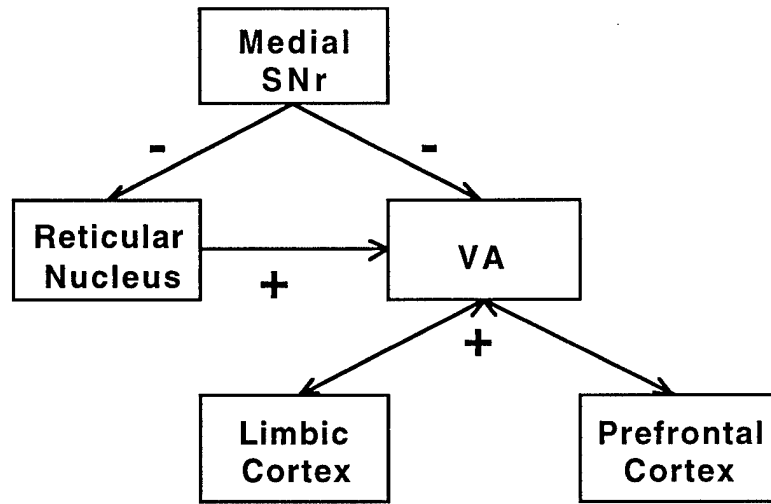 Medial
SNr
-
-
Reticular
Nucleus
VA
+
+
Limbic
Cortex
Prefrontal
Cortex